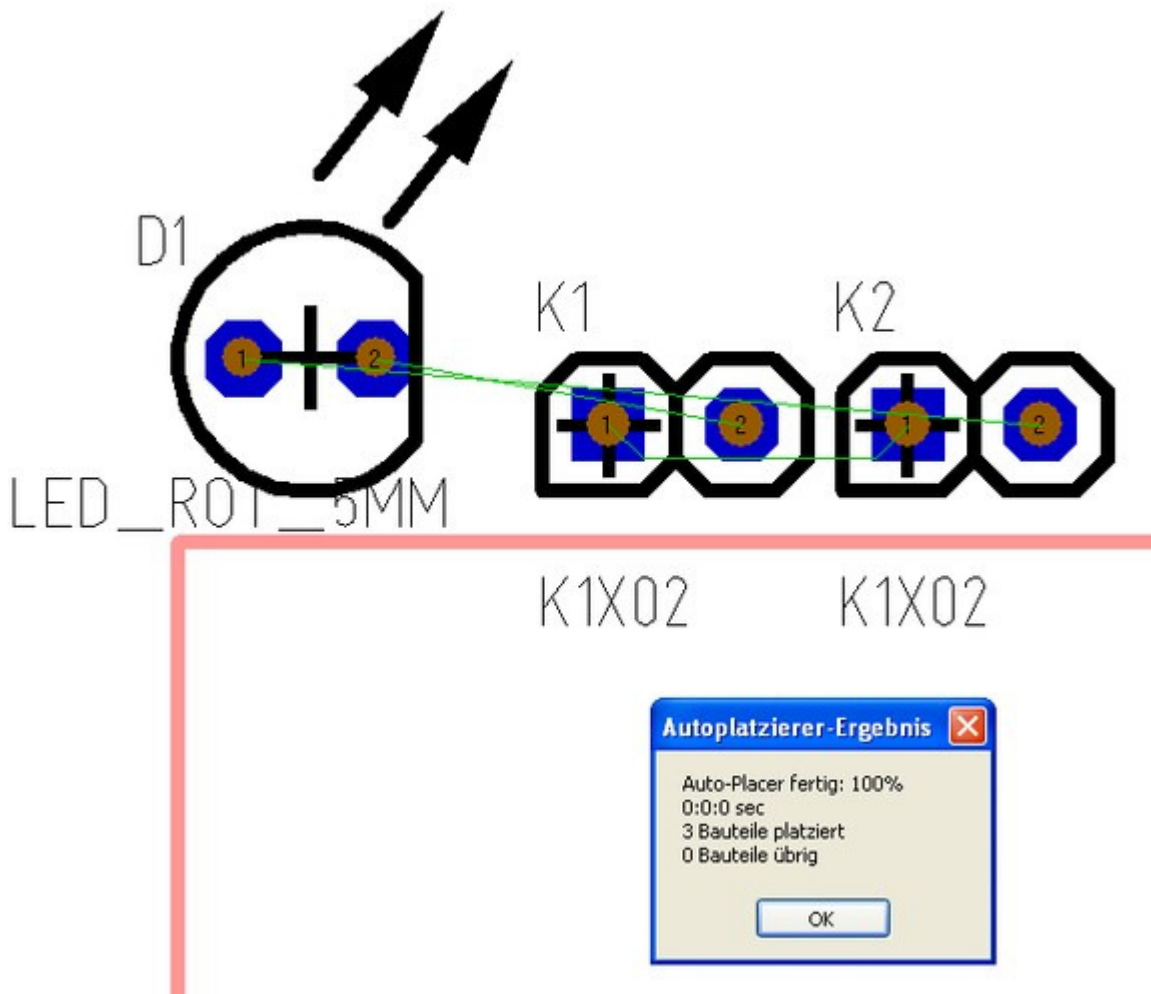 D1
K1
K2
1
2
1
2
1
2
LED_ROT_5MM
K1X02
K1X02
Autoplatzierer-Ergebnis
Auto-Placer fertig: 100%
0:0:0 sec
3 Bauteile platziert
0 Bauteile übrig
OK